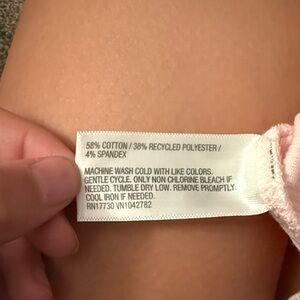 58% COTTON / 38% RECYCLED POLYESTER /
4% SPANDEX
MACHINE WASH COLD WITH LIKE COLORS.
GENTLE CYCLE. ONLY NON CHLORINE BLEACH IF
NEEDED. TUMBLE DRY LOW. REMOVE PROMPTLY.
COOL IRON IF NEEDED.
RN17730 VN1042782